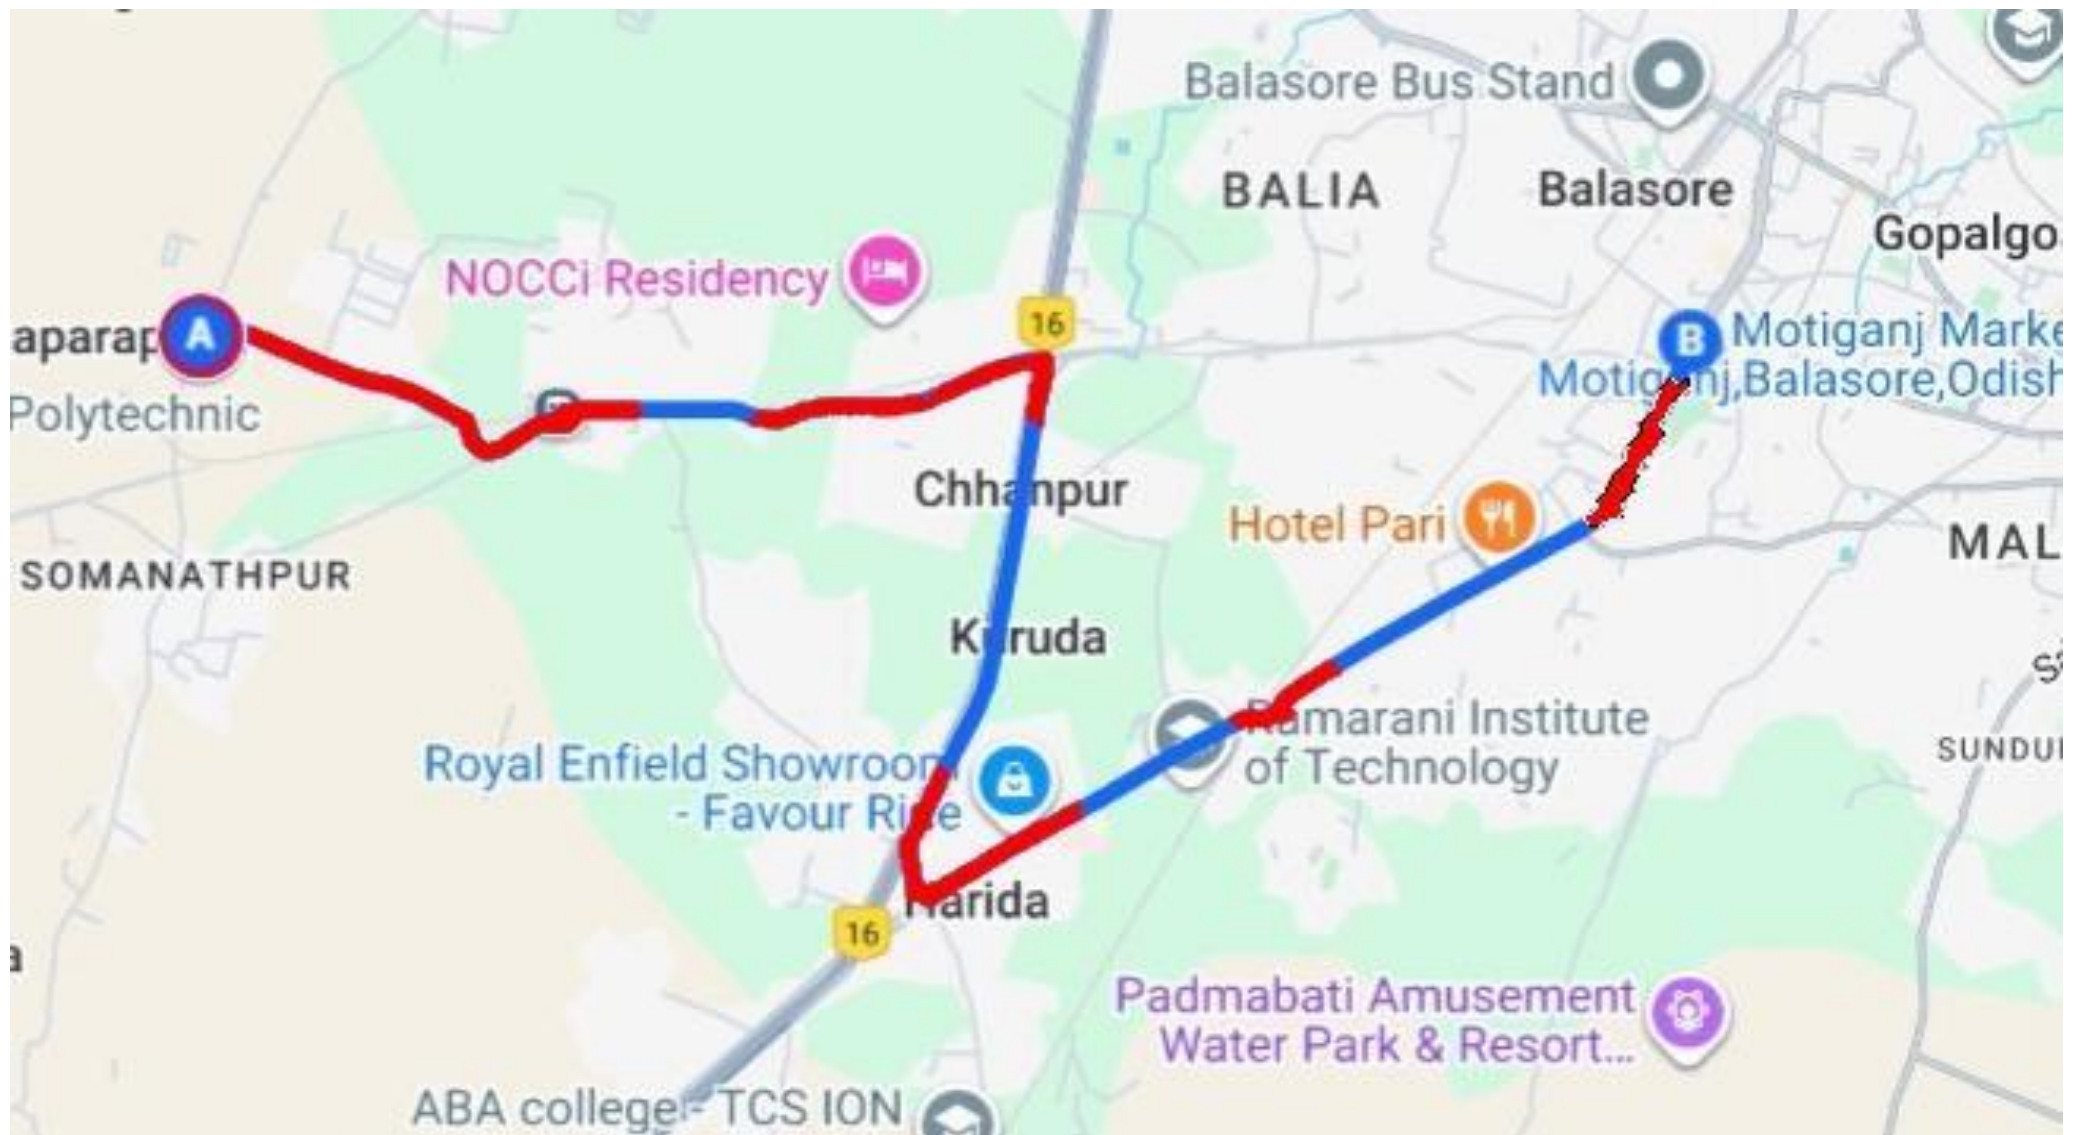 Balasore Bus Stand
BALIA
Balasore
Gopalgo
NOCCi Residency
16
aparap
A
B
Motiganj Marke
Motiganj,Balasore,Odish
Polytechnic
Chhanpur
Hotel Pari
MAL
SOMANATHPUR
Kuruda
Ramarani Institute
of Technology
SUNDU
Royal Enfield Showroom
- Favour Ride
Harida
16
a
Padmabati Amusement
Water Park & Resort...
ABA college - TCS ION